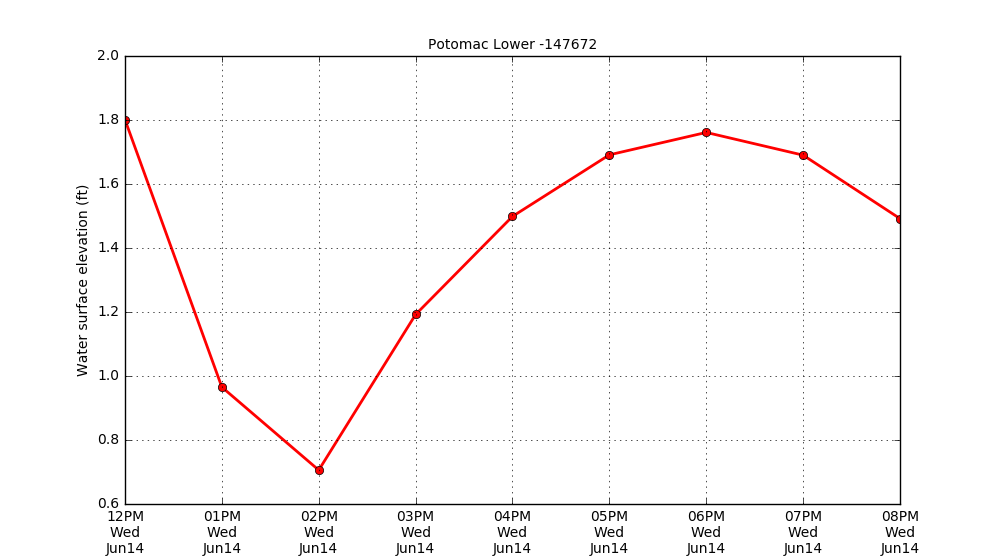 Potomac Lower -147672
Water surface elevation (ft)
2.0
1.8
1.6
1.4
1.2
1.0
0.8
0.6
12PM 01PM 02PM 03PM 04PM 05PM 06PM 07PM 08PM
Wed Wed Wed Wed Wed Wed Wed Wed Wed
Jun14 Jun14 Jun14 Jun14 Jun14 Jun14 Jun14 Jun14 Jun14